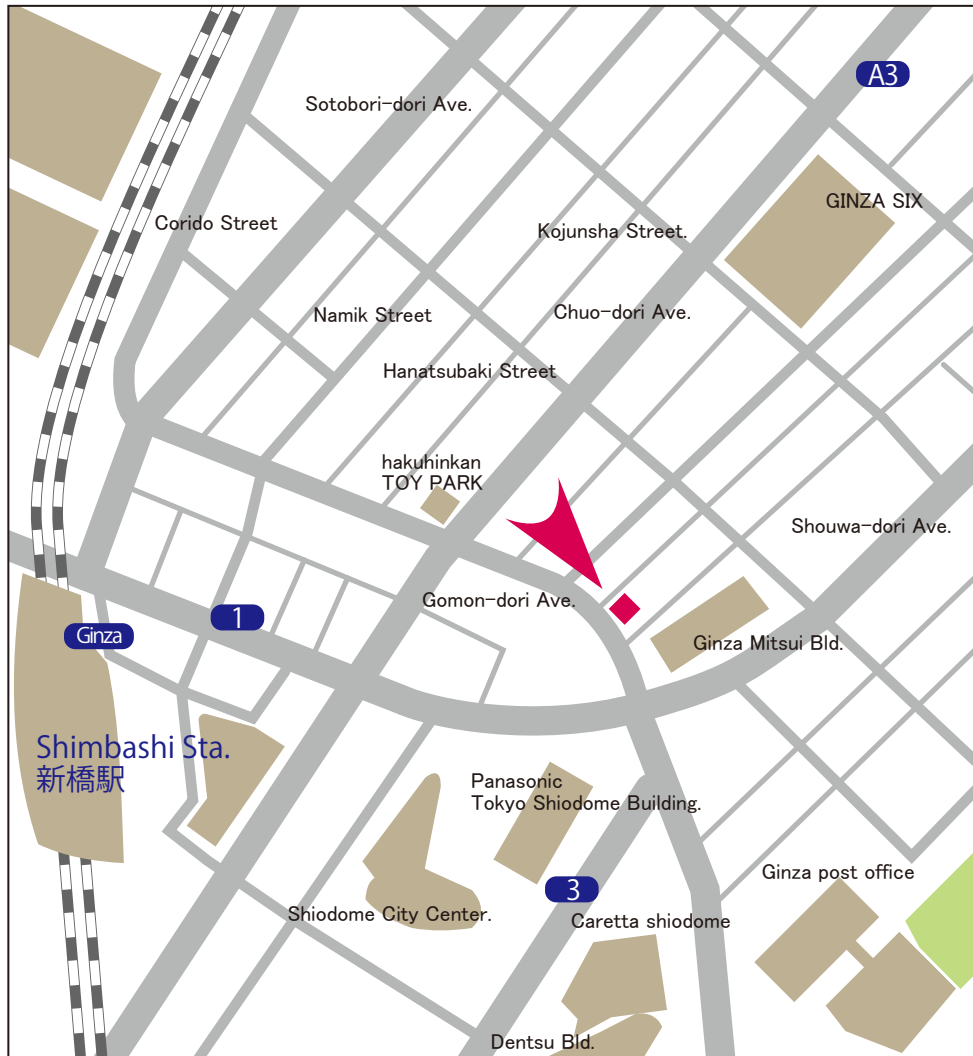 A3
Sotobori-dori Ave.
GINZA SIX
Corido Street
Kojunsha Street.
Namik Street
Chuo-dori Ave.
Hanatsubaki Street
hakuhinkan
TOY PARK
Shouwa-dori Ave.
Gomon-dori Ave.
1
Ginza
Ginza Mitsui Bld.
Shimbashi Sta.
新橋駅
Panasonic
Tokyo Shiodome Building.
Ginza post office
3
Shiodome City Center.
Caretta shiodome
Dentsu Bld.